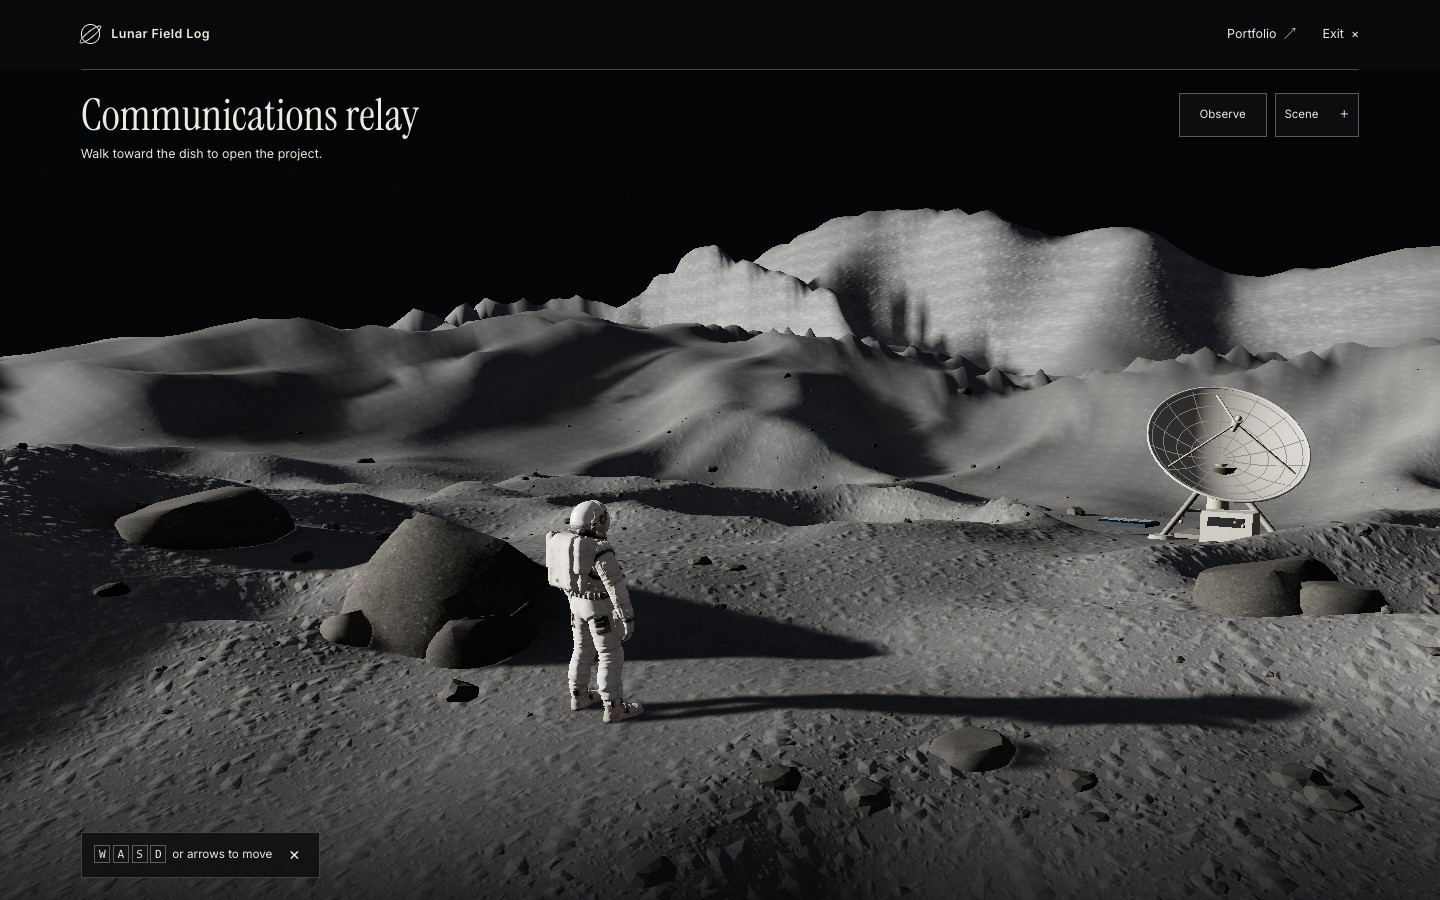 Lunar Field Log
Portfolio ↗
Exit ×
Communications relay
Walk toward the dish to open the project.
Observe
Scene +
W A S D or arrows to move ×